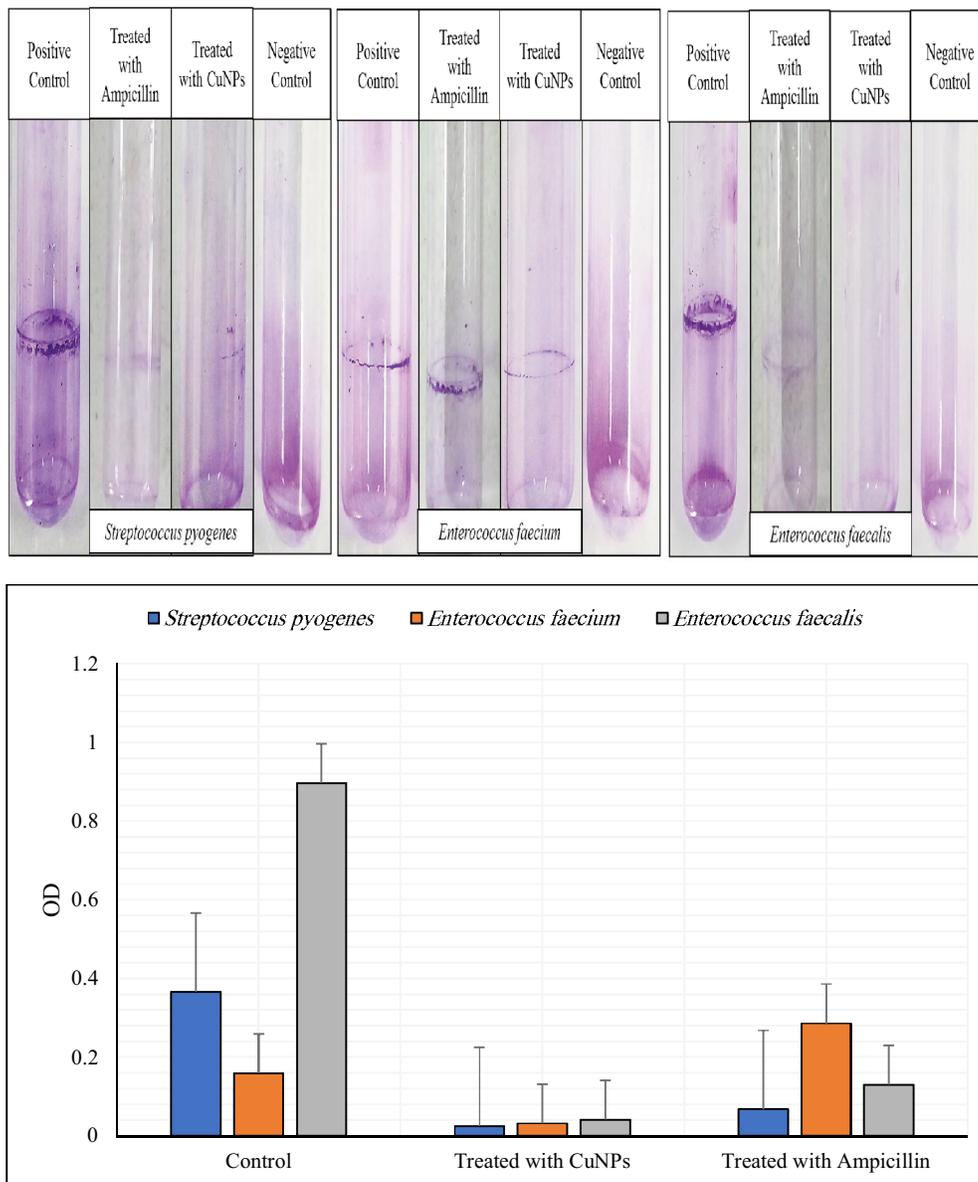 Positive
Control
Treated
with
Ampicillin
Treated
with CuNPs
Negative
Control
Positive
Control
Treated
with
Ampicillin
Treated
with CuNPs
Negative
Control
Positive
Control
Treated
with
Ampicillin
Treated
with
CuNPs
Negative
Control
Streptococcus pyogenes
Enterococcus faecium
Enterococcus faecalis
Streptococcus pyogenes
Enterococcus faecium
Enterococcus faecalis
1.2
1
0.8
0.6
0.4
0.2
0
OD
Control
Treated with CuNPs
Treated with Ampicillin